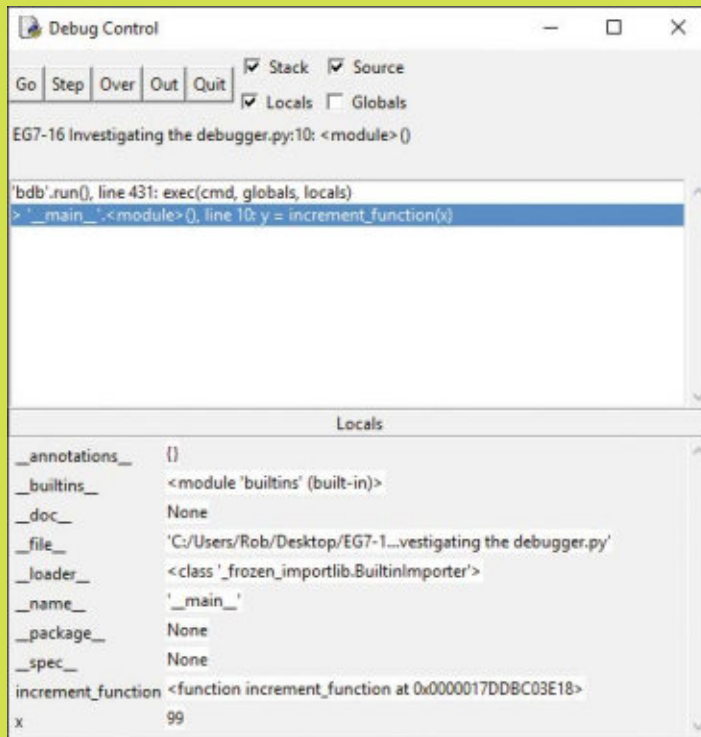 Debug Control
Go Step Over Out Quit Stack Source
Locals Globals
EG7-16 Investigating the debugger.py:10: <module>()
'bdb'.run(), line 431: exec(cmd, globals, locals)
> '__main__'.<module>(), line 10: y = increment_function(x)
Locals
__annotations__ {}
__builtins__ <module 'builtins' (built-in)>
__doc__ None
__file__ 'C:/Users/Rob/Desktop/EG7-1...vestigating the debugger.py'
__loader__ <class '_frozen_importlib.BuiltinImporter'>
__name__ '__main__'
__package__ None
__spec__ None
increment_function <function increment_function at 0x0000017DDBC03E18>
x 99